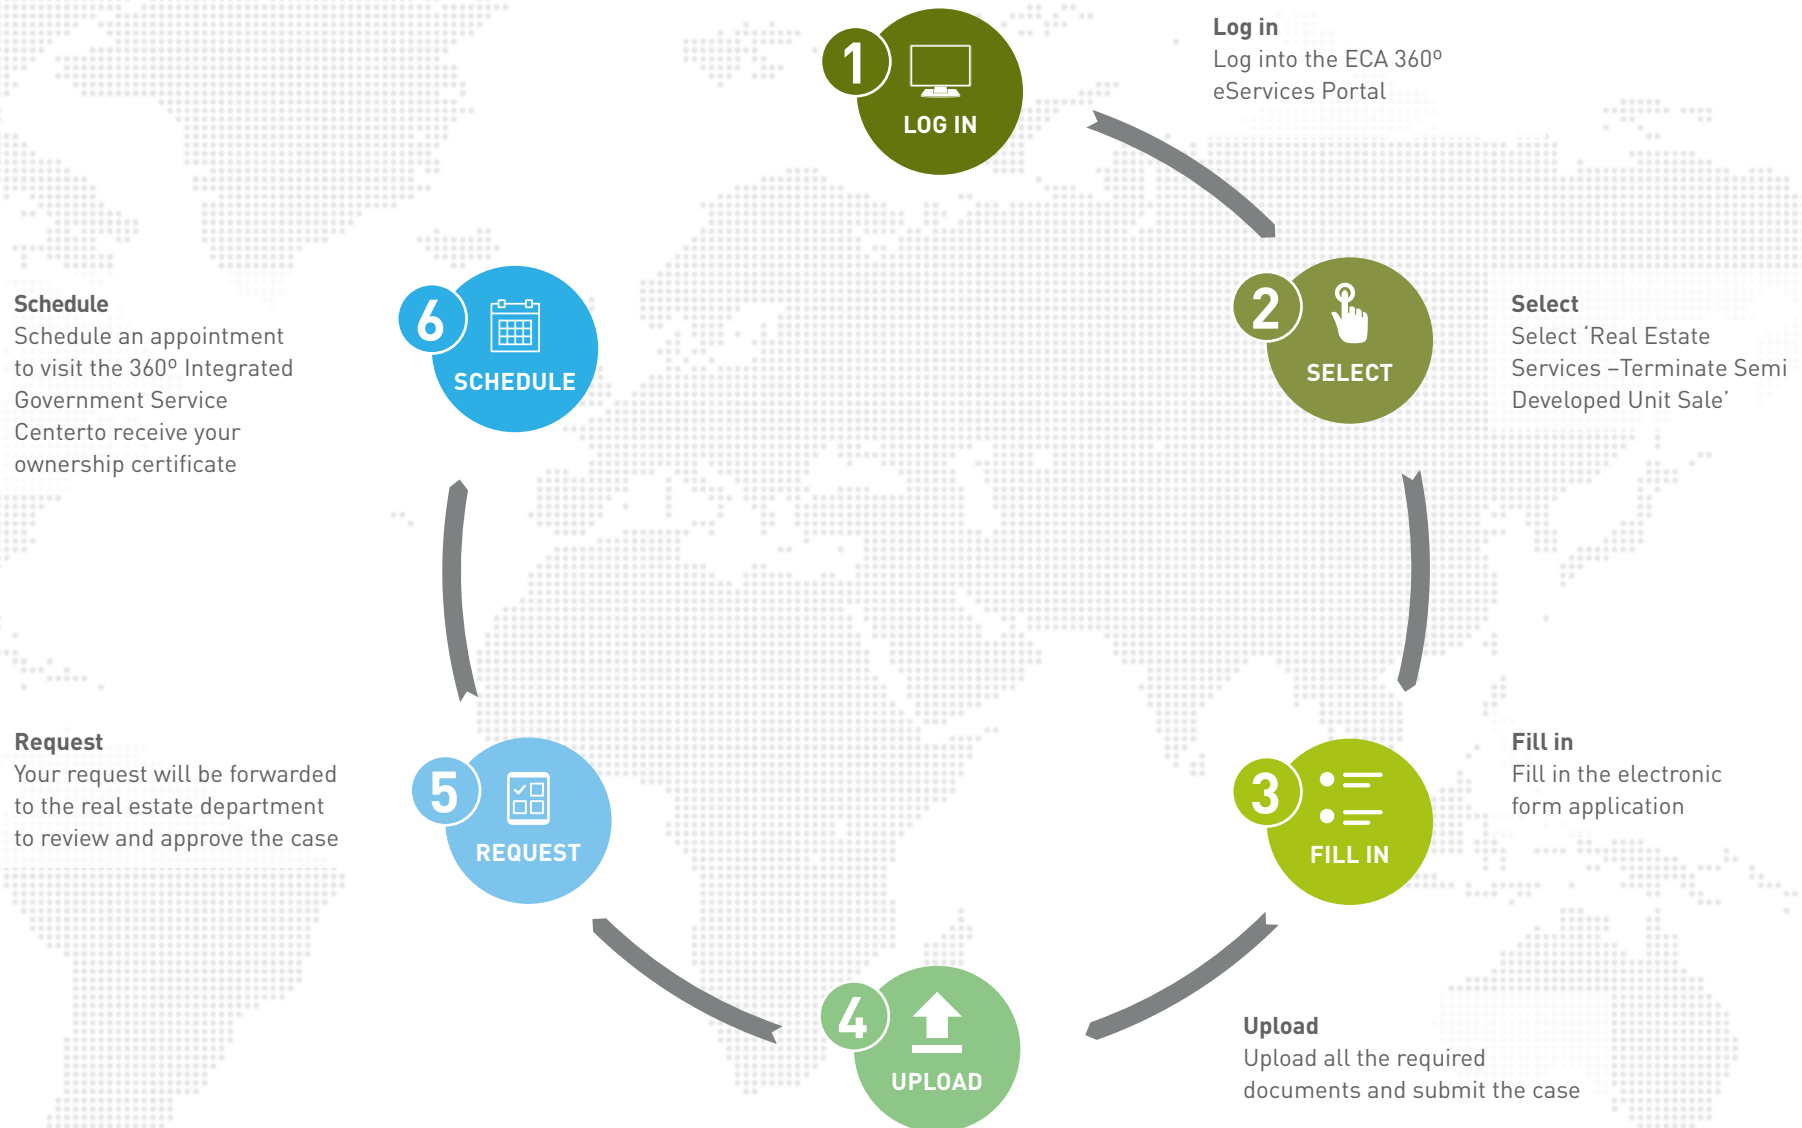 1
LOG IN
Log in
Log into the ECA 360º
eServices Portal
2
SELECT
Select
Select ‘Real Estate
Services –Terminate Semi
Developed Unit Sale’
3
FILL IN
Fill in
Fill in the electronic
form application
4
UPLOAD
Upload
Upload all the required
documents and submit the case
5
REQUEST
Request
Your request will be forwarded
to the real estate department
to review and approve the case
6
SCHEDULE
Schedule
Schedule an appointment
to visit the 360º Integrated
Government Service
Centerto receive your
ownership certificate